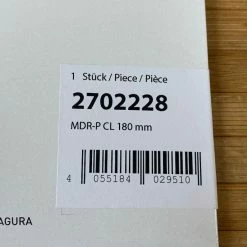 1 Stück / Piece / Pièce
2702228
MDR-P CL 180 mm
4 055184 029510
AGURA